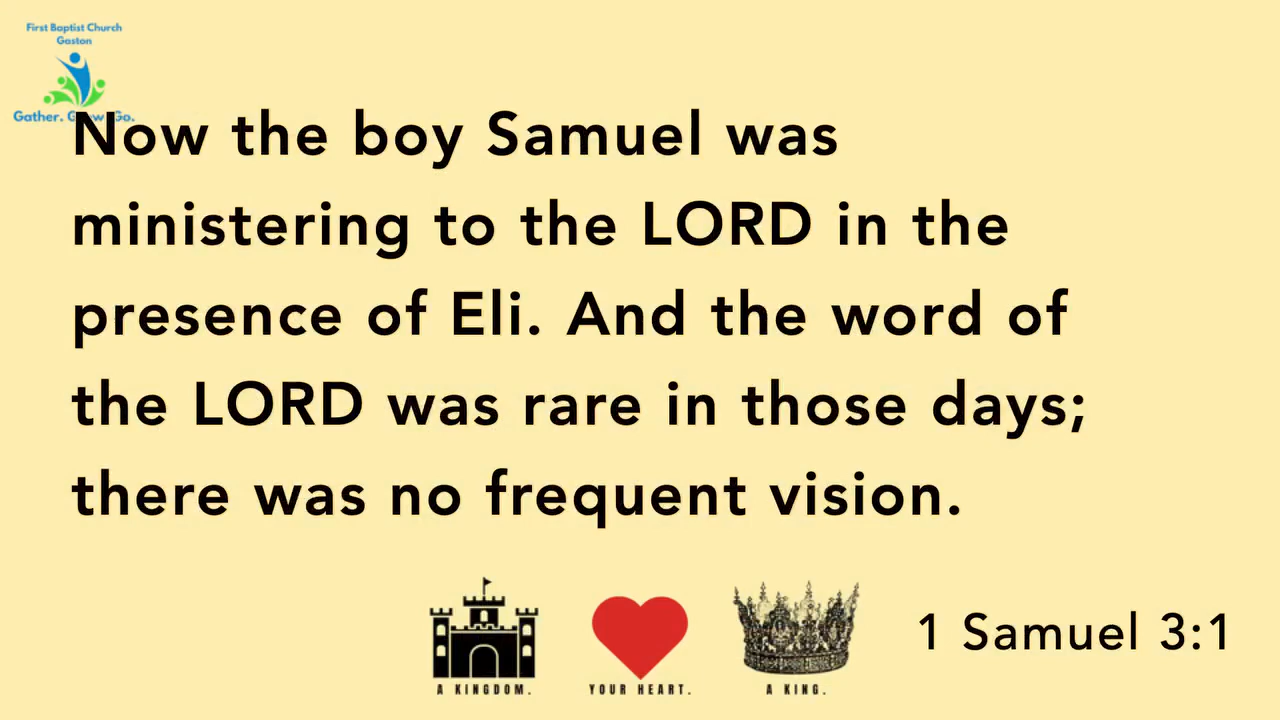 First Baptist Church
Gaston
Gather. Go.
Now the boy Samuel was
ministering to the LORD in the
presence of Eli. And the word of
the LORD was rare in those days;
there was no frequent vision.
1 Samuel 3:1
A KINGDOM. YOUR HEART. A KING.